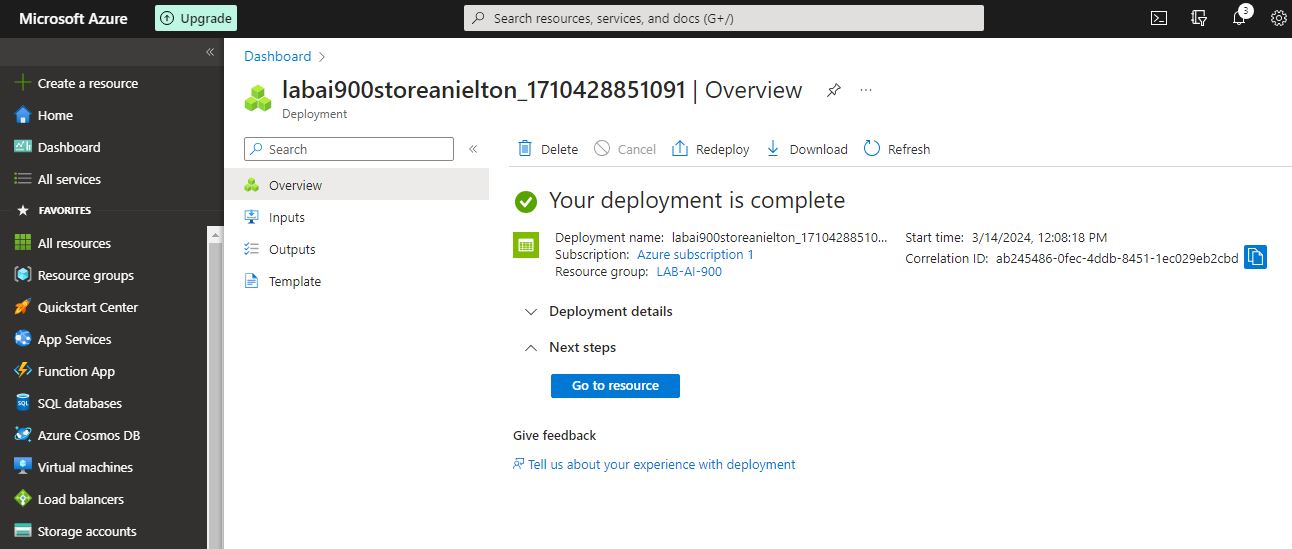 Microsoft Azure
Upgrade
Search resources, services, and docs (G+/)
3
«
Create a resource
Home
Dashboard
All services
FAVORITES
All resources
Resource groups
Quickstart Center
App Services
Function App
SQL databases
Azure Cosmos DB
Virtual machines
Load balancers
Storage accounts
Dashboard >
labai900storeanielton_1710428851091 | Overview
...
Deployment
Search
«
Overview
Inputs
Outputs
Template
Delete Cancel Redeploy Download Refresh
Your deployment is complete
Deployment name: labai900storeanielton_17104288510...
Subscription: Azure subscription 1
Resource group: LAB-AI-900
Start time: 3/14/2024, 12:08:18 PM
Correlation ID: ab245486-0fec-4ddb-8451-1ec029eb2cbd
Deployment details
Next steps
Go to resource
Give feedback
Tell us about your experience with deployment